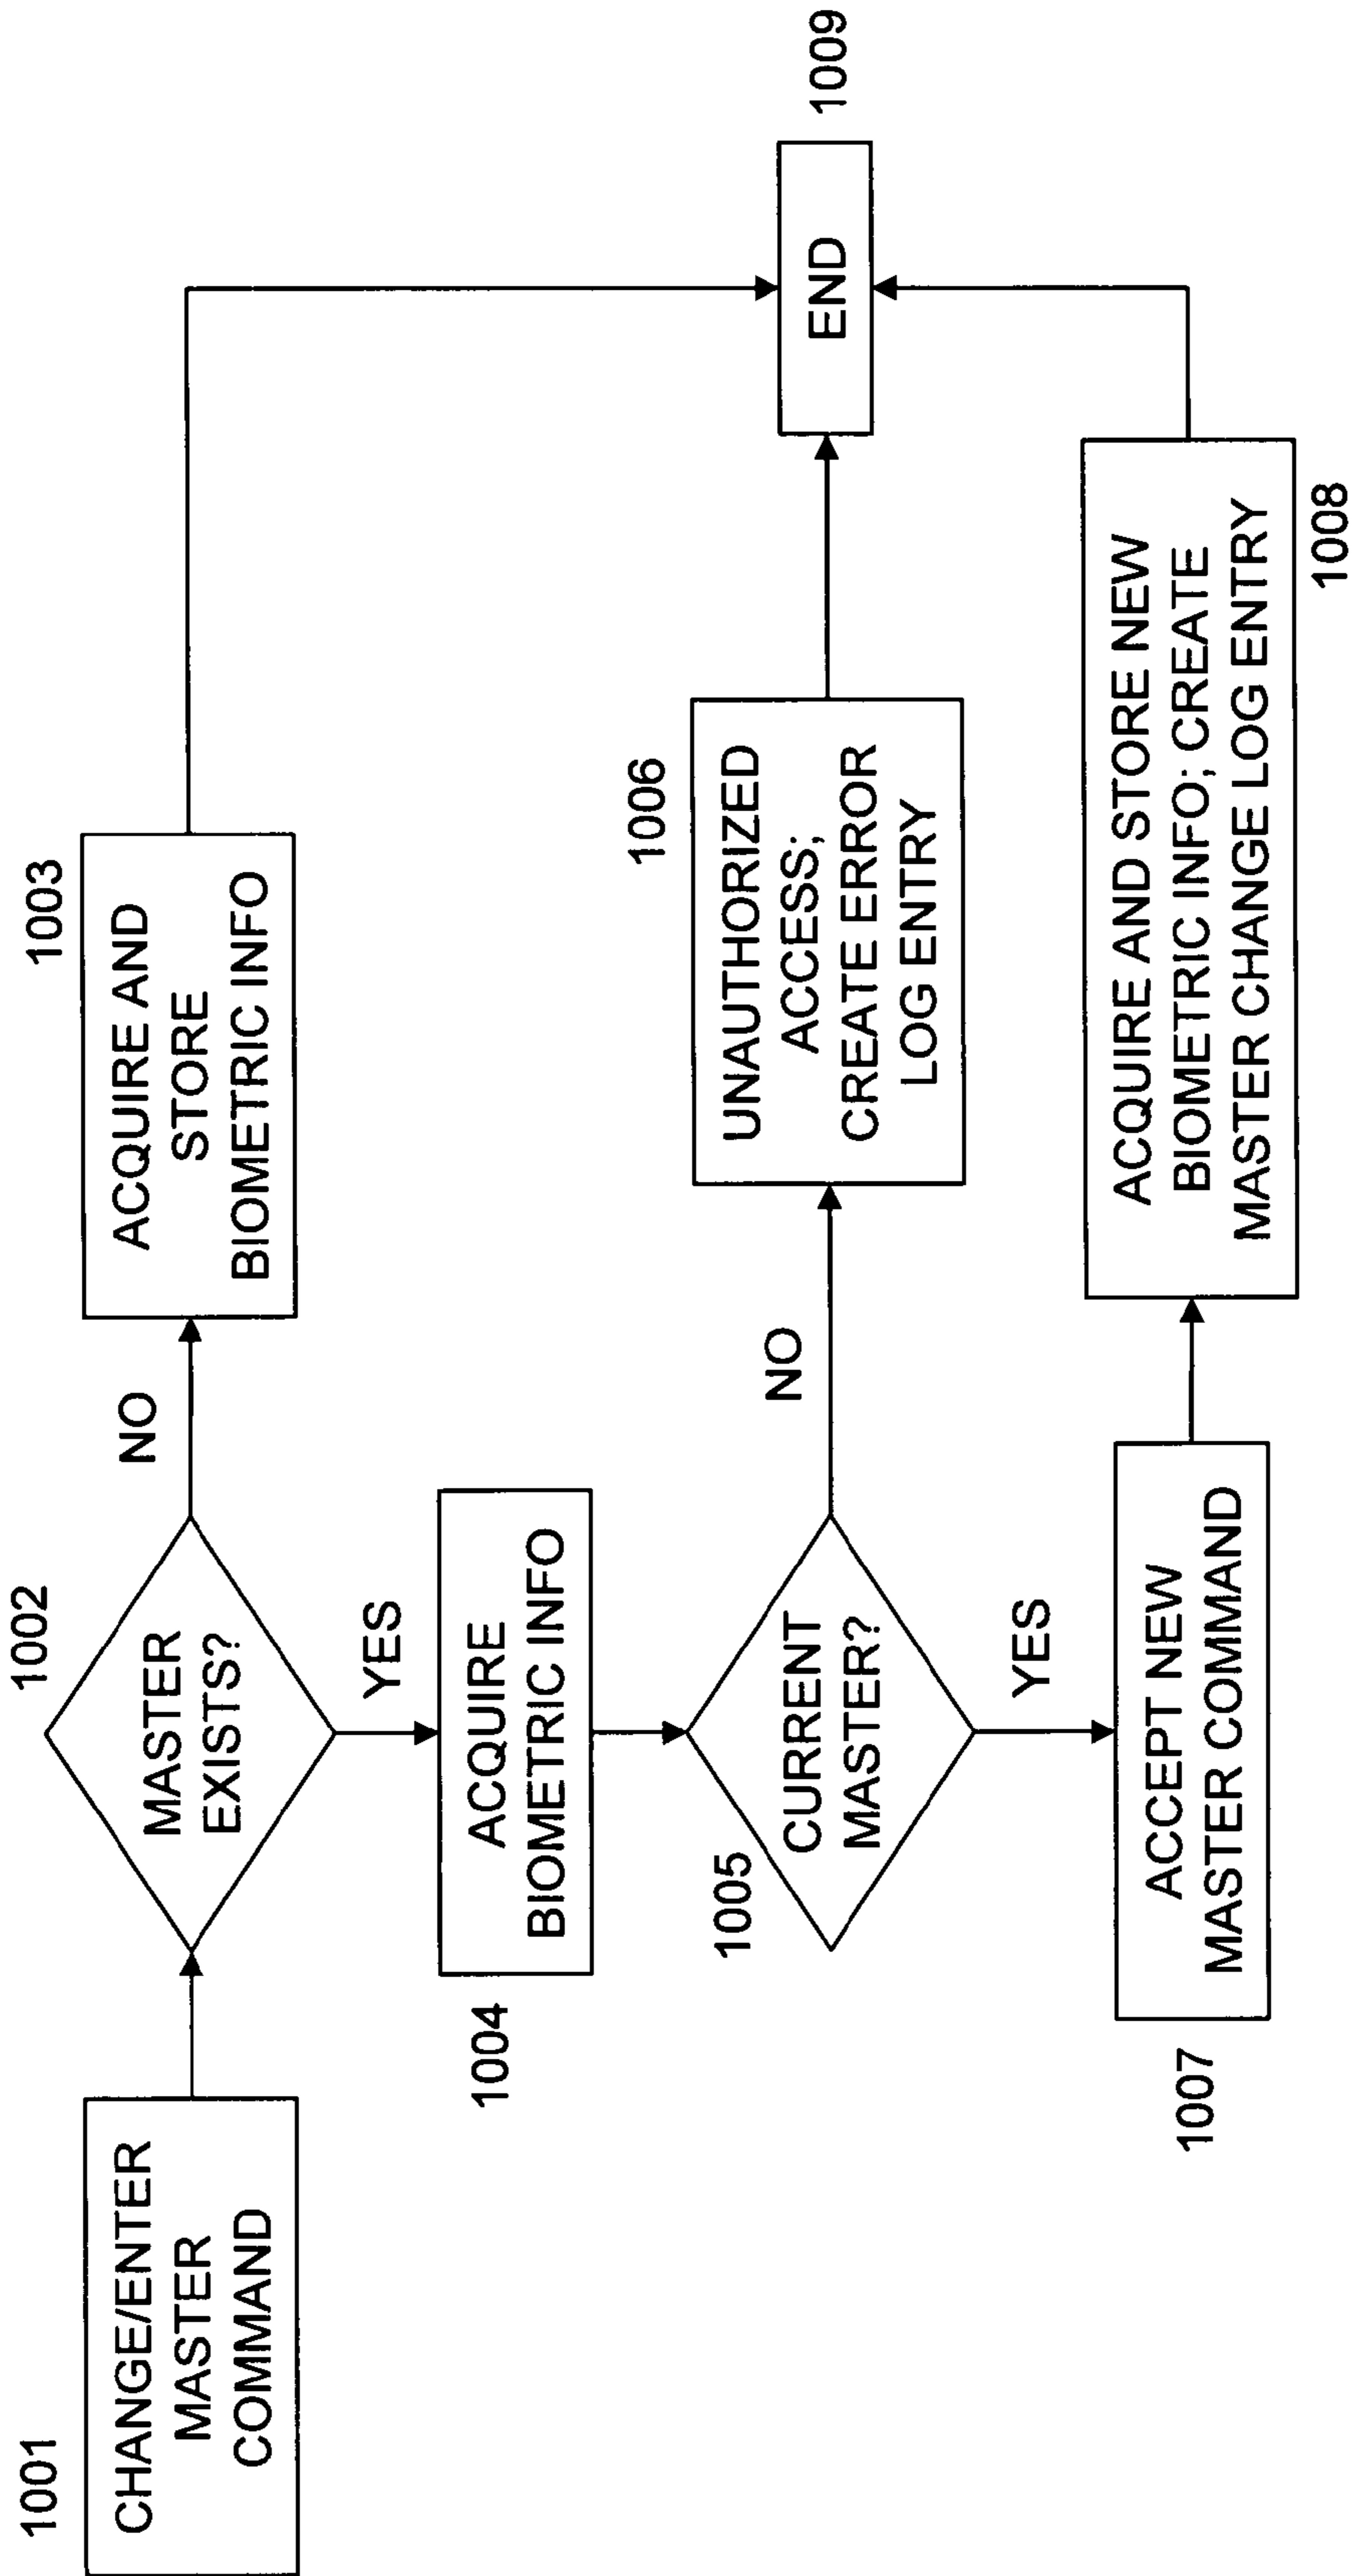 1001
CHANGE/ENTER
MASTER
COMMAND
1002
MASTER
EXISTS?
NO
1003
ACQUIRE AND
STORE
BIOMETRIC INFO
YES
1004
ACQUIRE
BIOMETRIC INFO
1005
CURRENT
MASTER?
NO
1006
UNAUTHORIZED
ACCESS;
CREATE ERROR
LOG ENTRY
YES
1007
ACCEPT NEW
MASTER COMMAND
ACQUIRE AND STORE NEW
BIOMETRIC INFO; CREATE
MASTER CHANGE LOG ENTRY
1008
END
1009